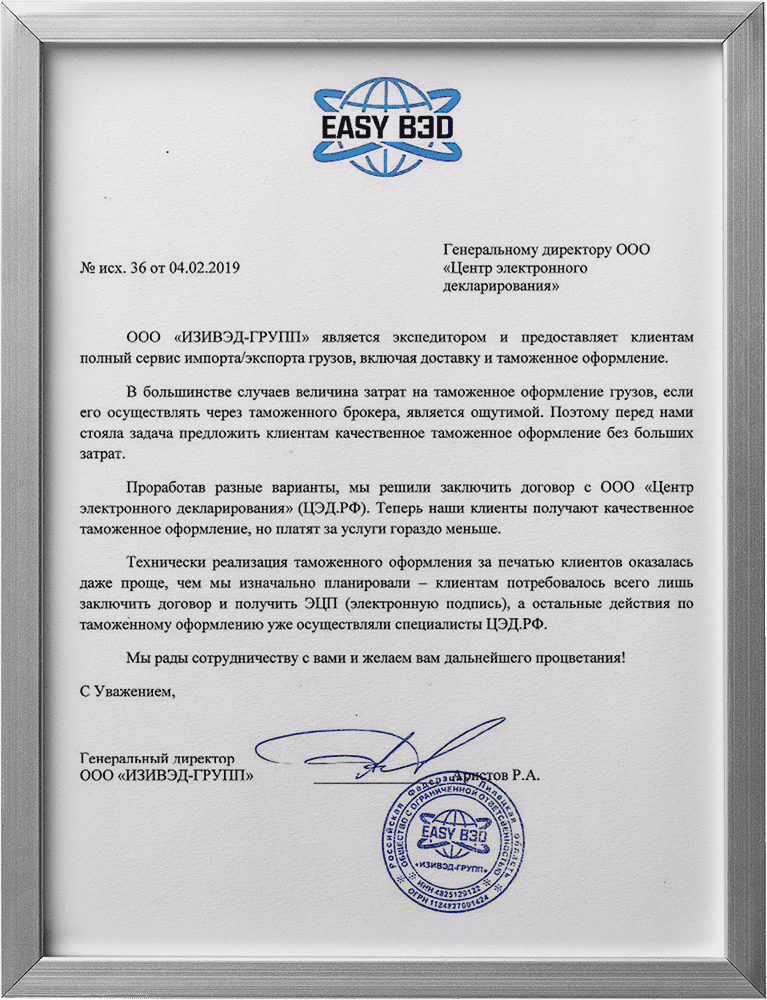 EASY ВЭD
№ исх. 36 от 04.02.2019
Генеральному директору ООО
«Центр электронного
декларирования»
ООО «ИЗИВЭД-ГРУПП» является экспедитором и предоставляет клиентам
полный сервис импорта/экспорта грузов, включая доставку и таможенное оформление.
В большинстве случаев величина затрат на таможенное оформление грузов, если
его осуществлять через таможенного брокера, является ощутимой. Поэтому перед нами
стояла задача предложить клиентам качественное таможенное оформление без больших
затрат.
Проработав разные варианты, мы решили заключить договор с ООО «Центр
электронного декларирования» (ЦЭД.РФ). Теперь наши клиенты получают качественное
таможенное оформление, но платят за услуги гораздо меньше.
Технически реализация таможенного оформления за печатью клиентов оказалась
даже проще, чем мы изначально планировали – клиентам потребовалось всего лишь
заключить договор и получить ЭЦП (электронную подпись), а остальные действия по
таможенному оформлению уже осуществляли специалисты ЦЭД.РФ.
Мы рады сотрудничеству с вами и желаем вам дальнейшего процветания!
С Уважением,
Генеральный директор
ООО «ИЗИВЭД-ГРУПП»
Аристов Р.А.
Российская Федерация Липецкая область
ОБЩЕСТВО С ОГРАНИЧЕННОЙ ОТВЕТСТВЕННОСТЬЮ
EASY ВЭD
«ИЗИВЭД-ГРУПП»
ИНН 4825129122
ОГРН 1184827001424